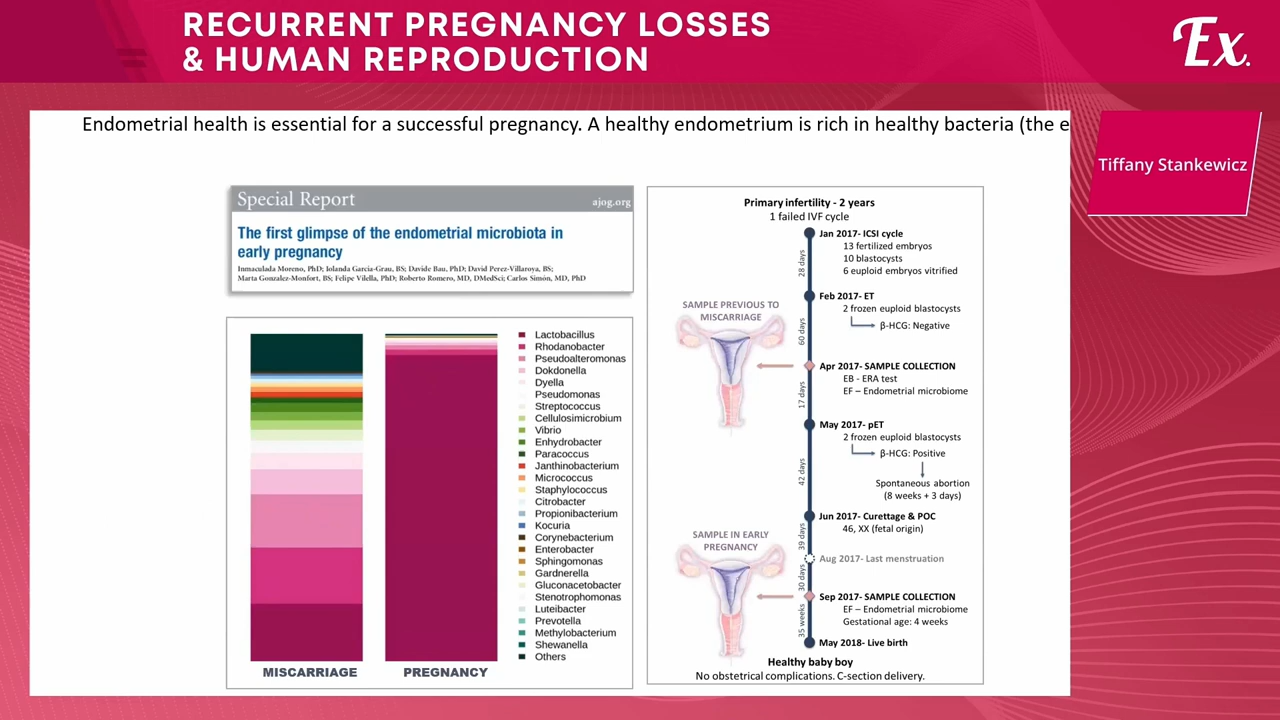 RECURRENT PREGNANCY LOSSES
& HUMAN REPRODUCTION
Ex.
Endometrial health is essential for a successful pregnancy. A healthy endometrium is rich in healthy bacteria (the e
Tiffany Stankewicz
Special Report
ajog.org
The first glimpse of the endometrial microbiota in
early pregnancy
Inmaculada Moreno, PhD; Iolanda Garcia-Grau, BS; Davide Bau, PhD; David Perez-Villaroya, BS;
Marta Gonzalez-Monfort, BS; Felipe Vilella, PhD; Roberto Romero, MD, DMedSci; Carlos Simón, MD, PhD
Lactobacillus
Rhodanobacter
Pseudoalteromonas
Dokdonella
Dyella
Pseudomonas
Streptococcus
Cellulosimicrobium
Vibrio
Enhydrobacter
Paracoccus
Janthinobacterium
Micrococcus
Staphylococcus
Citrobacter
Propionibacterium
Kocuria
Corynebacterium
Enterobacter
Sphingomonas
Gardnerella
Gluconacetobacter
Stenotrophomonas
Luteibacter
Prevotella
Methylobacterium
Shewanella
Others
MISCARRIAGE
PREGNANCY
Primary infertility - 2 years
1 failed IVF cycle
Jan 2017- ICSI cycle
13 fertilized embryos
10 blastocysts
6 euploid embryos vitrified
28 days
Feb 2017- ET
2 frozen euploid blastocysts
β-HCG: Negative
60 days
SAMPLE PREVIOUS TO
MISCARRIAGE
Apr 2017- SAMPLE COLLECTION
EB - ERA test
EF – Endometrial microbiome
17 days
May 2017- pET
2 frozen euploid blastocysts
β-HCG: Positive
Spontaneous abortion
(8 weeks + 3 days)
42 days
Jun 2017- Curettage & POC
46, XX (fetal origin)
39 days
SAMPLE IN EARLY
PREGNANCY
Aug 2017- Last menstruation
30 days
Sep 2017- SAMPLE COLLECTION
EF – Endometrial microbiome
Gestational age: 4 weeks
35 weeks
May 2018- Live birth
Healthy baby boy
No obstetrical complications. C-section delivery.